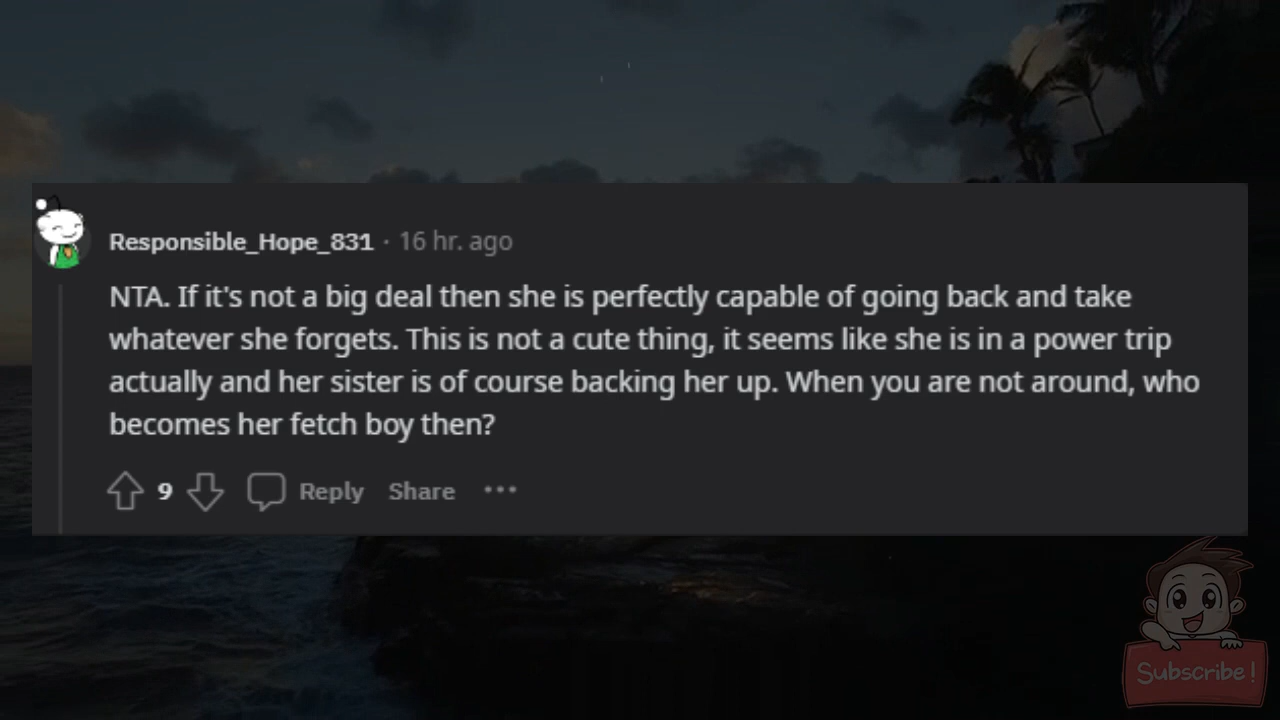 Responsible_Hope_831 · 16 hr. ago
NTA. If it's not a big deal then she is perfectly capable of going back and take
whatever she forgets. This is not a cute thing, it seems like she is in a power trip
actually and her sister is of course backing her up. When you are not around, who
becomes her fetch boy then?
9 Reply Share ···
Subscribe!